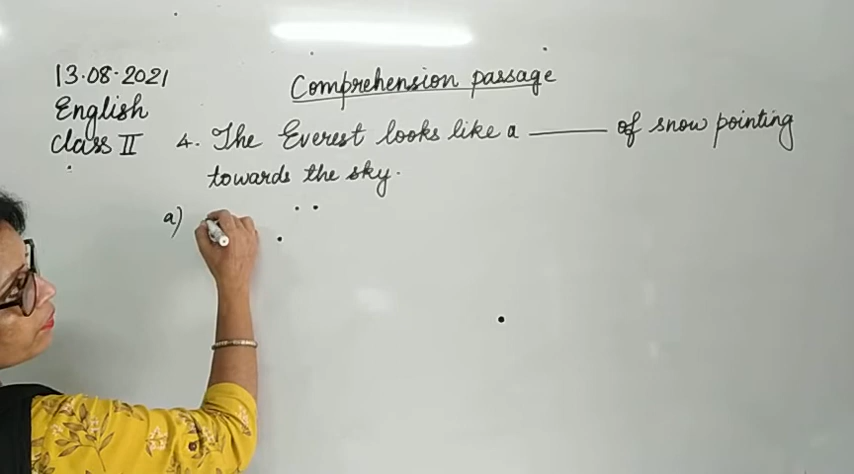 13.08.2021
Comprehension passage
English
Class II
4. The Everest looks like a ______ of snow pointing
towards the sky.
a)